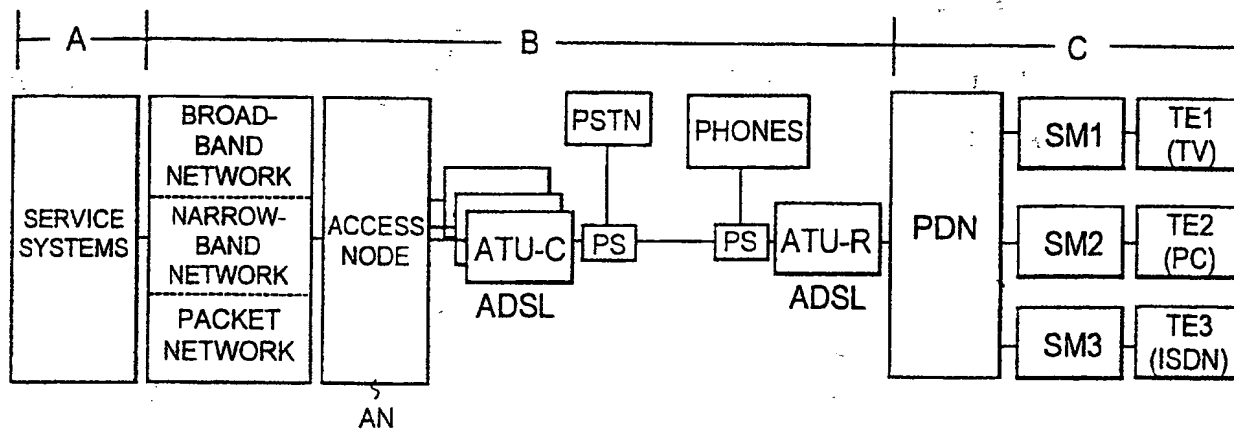 A
B
C
SERVICE
SYSTEMS
BROAD-
BAND
NETWORK
NARROW-
BAND
NETWORK
PACKET
NETWORK
ACCESS
NODE
AN
ATU-C
ADSL
PSTN
PS
PHONES
PS
ATU-R
ADSL
PDN
SM1
TE1
(TV)
SM2
TE2
(PC)
SM3
TE3
(ISDN)